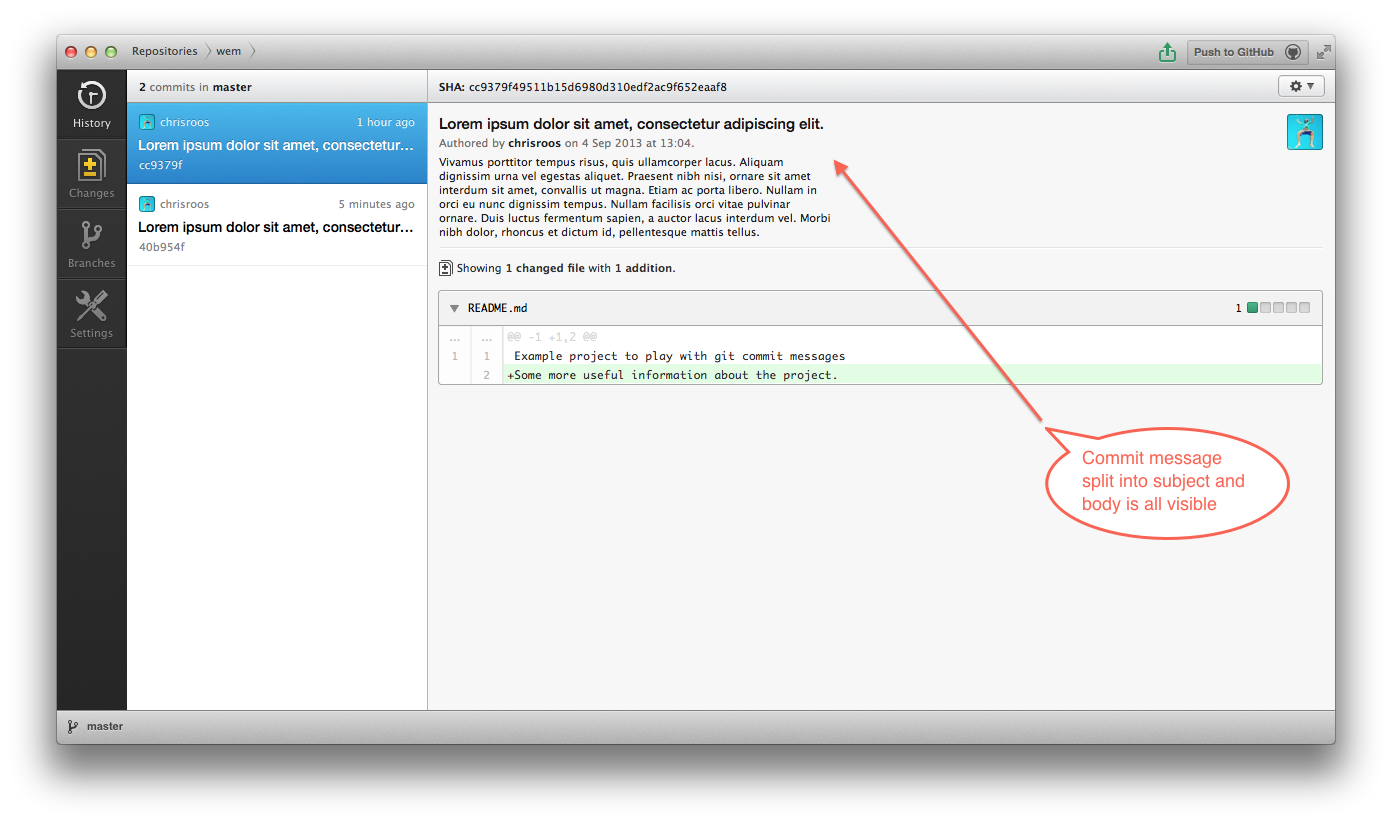 Repositories wem
Push to GitHub
History
Changes
Branches
Settings
2 commits in master
chrisroos 1 hour ago
Lorem ipsum dolor sit amet, consectetur...
cc9379f
chrisroos 5 minutes ago
Lorem ipsum dolor sit amet, consectetur...
40b954f
SHA: cc9379f49511b15d6980d310edf2ac9f652eaaf8
Lorem ipsum dolor sit amet, consectetur adipiscing elit.
Authored by chrisroos on 4 Sep 2013 at 13:04.
Vivamus porttitor tempus risus, quis ullamcorper lacus. Aliquam
dignissim urna vel egestas aliquet. Praesent nibh nisi, ornare sit amet
interdum sit amet, convallis ut magna. Etiam ac porta libero. Nullam in
orci eu nunc dignissim tempus. Nullam facilisis orci vitae pulvinar
ornare. Duis luctus fermentum sapien, a auctor lacus interdum vel. Morbi
nibh dolor, rhoncus et dictum id, pellentesque mattis tellus.
Showing 1 changed file with 1 addition.
README.md 1
... ... @@ -1 +1,2 @@
1 1 Example project to play with git commit messages
2 +Some more useful information about the project.
Commit message
split into subject and
body is all visible
master